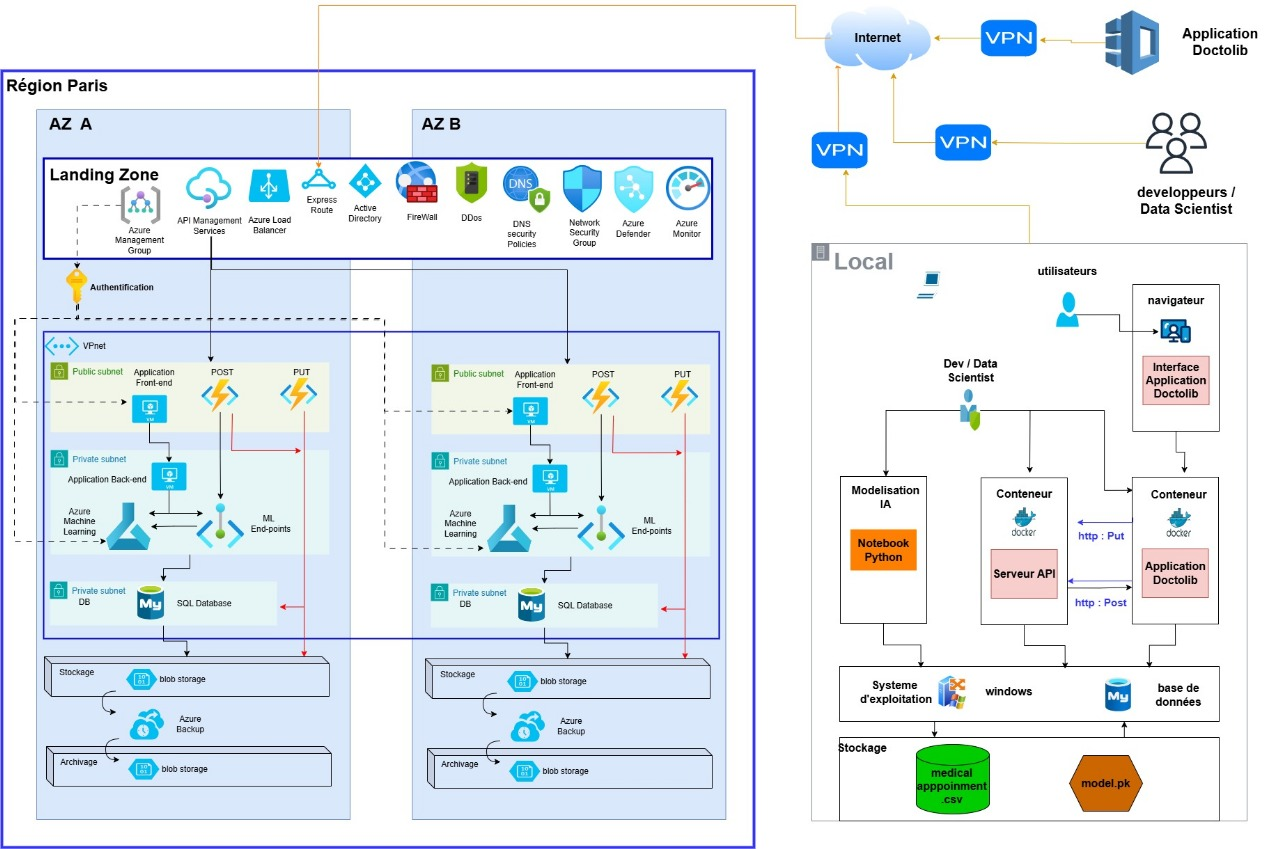 Internet
VPN
Application
Doctolib
Région Paris
AZ A
AZ B
VPN
VPN
developpeurs /
Data Scientist
Landing Zone
Azure
Management
Group
API Management
Services
Azure Load
Balancer
Express
Route
Active
Directory
FireWall
DDos
DNS
DNS
security
Policies
Network
Security
Group
Azure
Defender
Azure
Monitor
Authentification
VPnet
Public subnet
Application
Front-end
POST
PUT
VM
Private subnet
Application Back-end
VM
Azure
Machine
Learning
ML
End-points
Private subnet
DB
My
SQL Database
Stockage
blob storage
Azure
Backup
Archivage
blob storage
Public subnet
Application
Front-end
POST
PUT
VM
Private subnet
Application Back-end
VM
Azure
Machine
Learning
ML
End-points
Private subnet
DB
My
SQL Database
Stockage
blob storage
Azure
Backup
Archivage
blob storage
Local
utilisateurs
navigateur
Interface
Application
Doctolib
Dev / Data
Scientist
Modelisation
IA
Notebook
Python
Conteneur
docker
Serveur API
http : Put
http : Post
Conteneur
docker
Application
Doctolib
Systeme
d'exploitation
windows
My
base de
données
Stockage
medical
apppoinment
.csv
model.pk